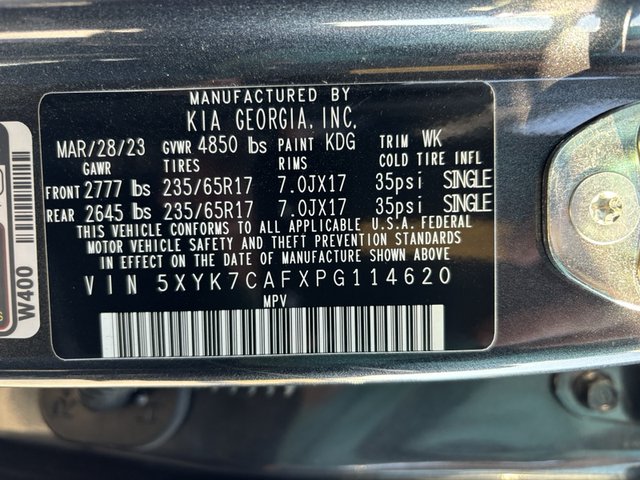 MANUFACTURED BY
KIA GEORGIA, INC.
MAR/28/23 GVWR 4850 lbs PAINT KDG TRIM WK
GAWR TIRES RIMS COLD TIRE INFL
FRONT 2777 lbs 235/65R17 7.0JX17 35psi SINGLE
REAR 2645 lbs 235/65R17 7.0JX17 35psi SINGLE
THIS VEHICLE CONFORMS TO ALL APPLICABLE U.S.A. FEDERAL
MOTOR VEHICLE SAFETY AND THEFT PREVENTION STANDARDS
IN EFFECT ON THE DATE OF MANUFACTURE SHOWN ABOVE
VIN 5XYK7CAFXPG114620
MPV
W400